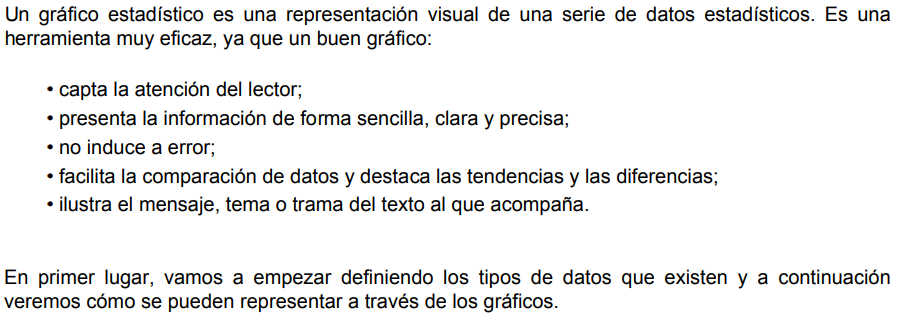 Un gráfico estadístico es una representación visual de una serie de datos estadísticos. Es una
herramienta muy eficaz, ya que un buen gráfico:
• capta la atención del lector;
• presenta la información de forma sencilla, clara y precisa;
• no induce a error;
• facilita la comparación de datos y destaca las tendencias y las diferencias;
• ilustra el mensaje, tema o trama del texto al que acompaña.
En primer lugar, vamos a empezar definiendo los tipos de datos que existen y a continuación
veremos cómo se pueden representar a través de los gráficos.